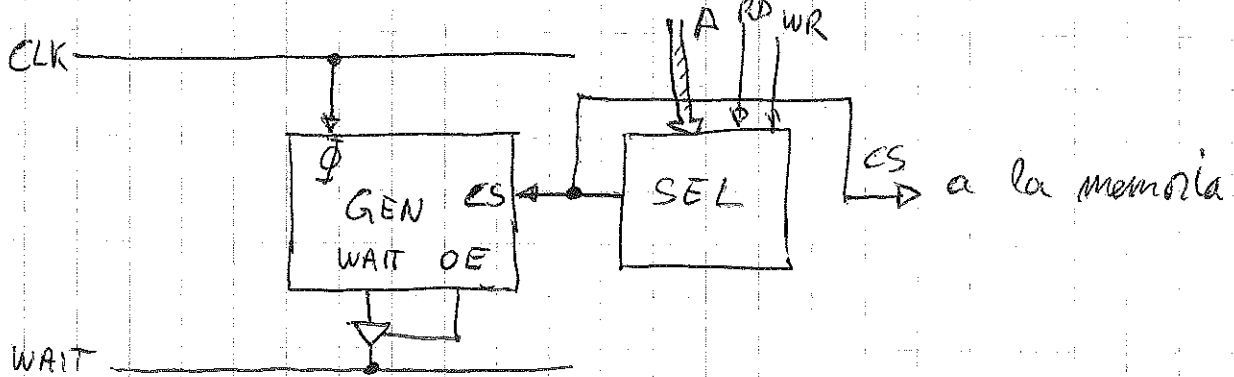 A RD WR
CLK
Φ
GEN CS
WAIT OE
SEL
CS
a la memoria
WAIT